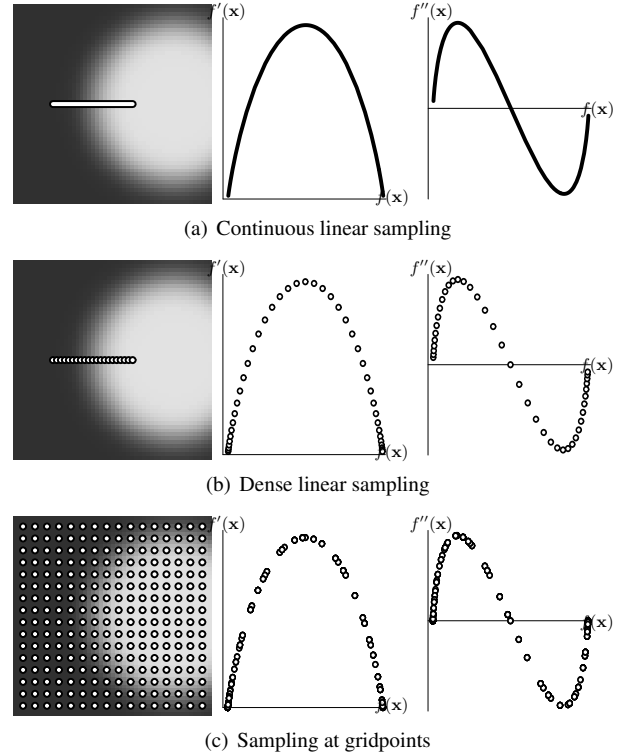 f′(x) f″(x)
f(x) f(x)
(a) Continuous linear sampling
f′(x) f″(x)
f(x) f(x)
(b) Dense linear sampling
f′(x) f″(x)
f(x) f(x)
(c) Sampling at gridpoints